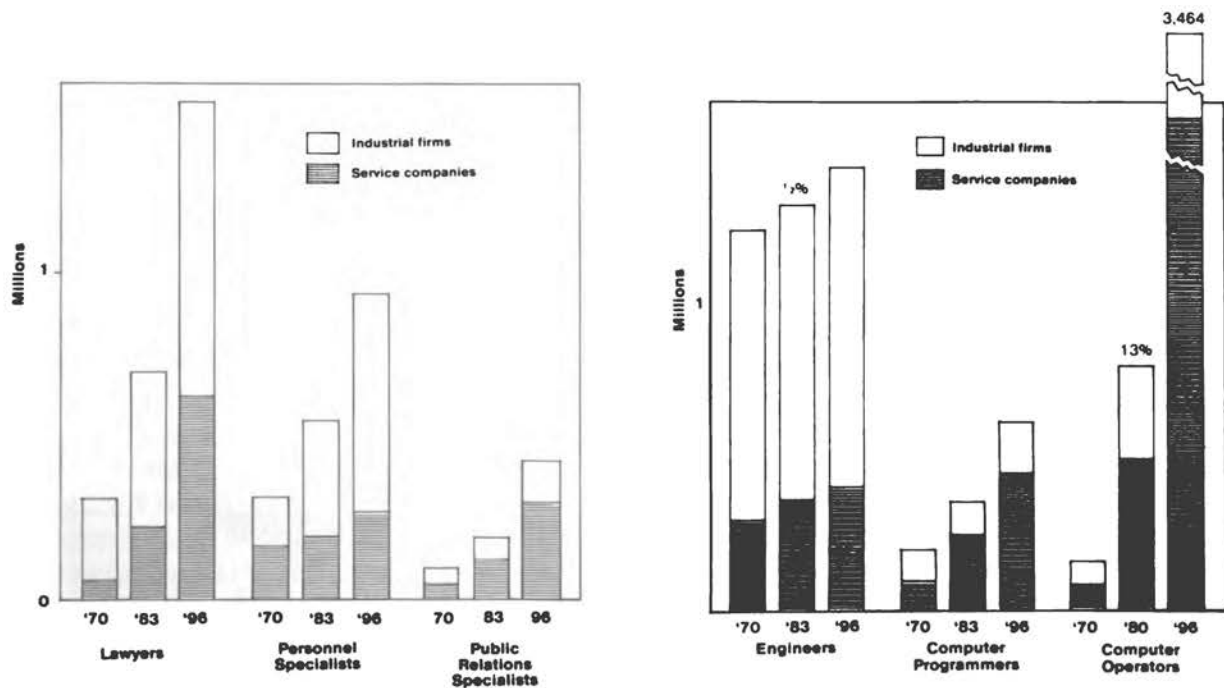 Industrial firms
Service companies
Millions
1
0
'70 '83 '96
Lawyers
'70 '83 '96
Personnel
Specialists
70 '83 96
Public
Relations
Specialists
3,464
Industrial firms
Service companies
Millions
1
13%
'70 '83 '96
Engineers
'70 '83 '96
Computer
Programmers
'70 '80 '96
Computer
Operators